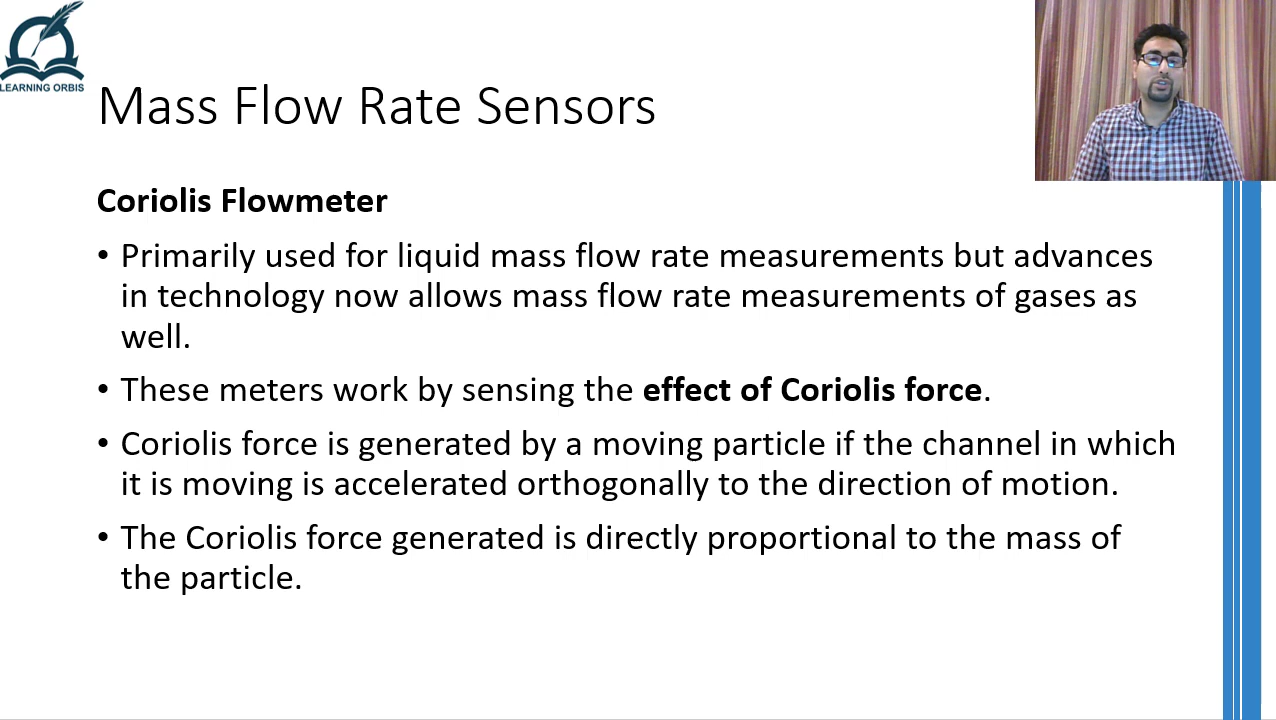 LEARNING ORBIS
Mass Flow Rate Sensors
Coriolis Flowmeter
• Primarily used for liquid mass flow rate measurements but advances
in technology now allows mass flow rate measurements of gases as
well.
• These meters work by sensing the effect of Coriolis force.
• Coriolis force is generated by a moving particle if the channel in which
it is moving is accelerated orthogonally to the direction of motion.
• The Coriolis force generated is directly proportional to the mass of
the particle.